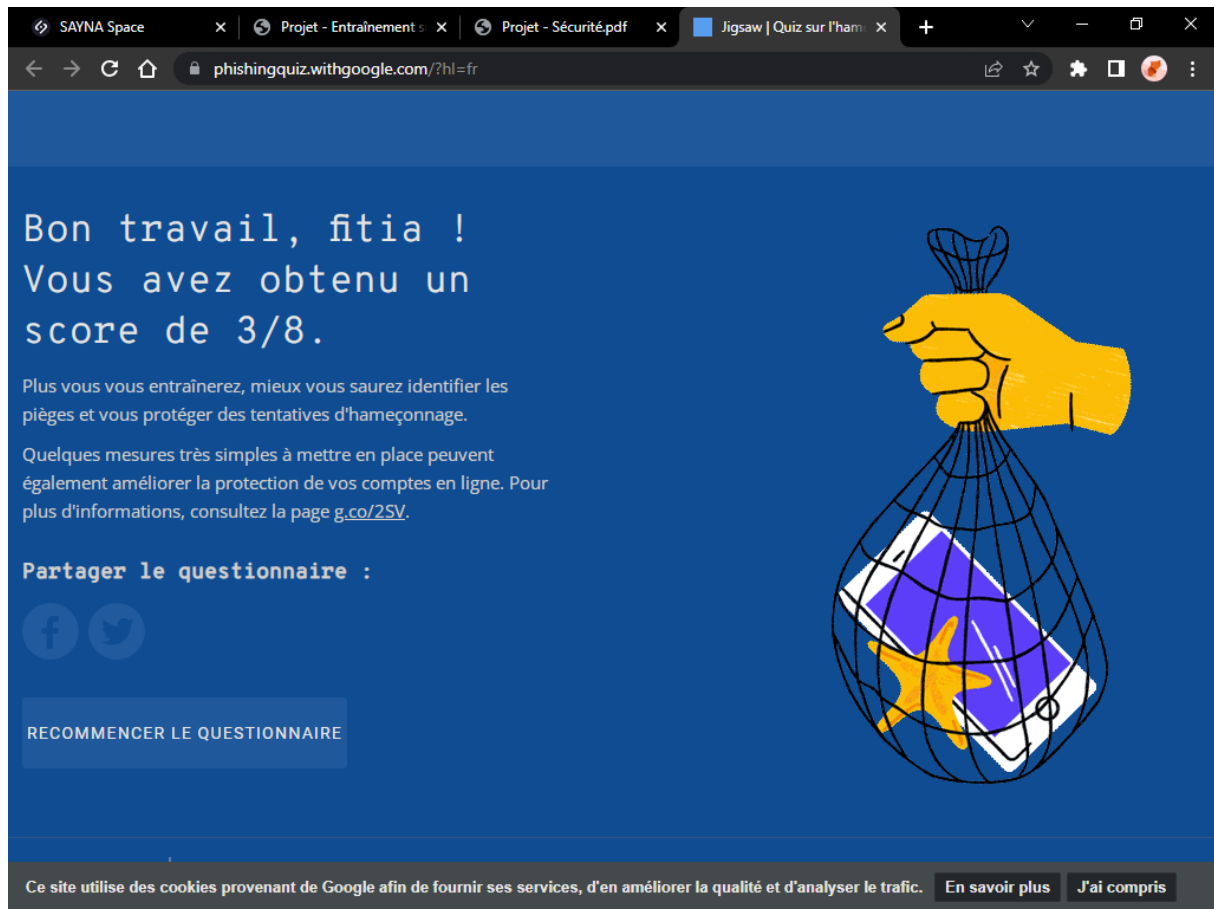 SAYNA Space
Projet - Entraînement s
Projet - Sécurité.pdf
Jigsaw | Quiz sur l'ham
phishingquiz.withgoogle.com/?hl=fr
Bon travail, fitia !
Vous avez obtenu un
score de 3/8.
Plus vous vous entraînerez, mieux vous saurez identifier les
pièges et vous protéger des tentatives d'hameçonnage.
Quelques mesures très simples à mettre en place peuvent
également améliorer la protection de vos comptes en ligne. Pour
plus d'informations, consultez la page g.co/2SV.
Partager le questionnaire :
RECOMMENCER LE QUESTIONNAIRE
Ce site utilise des cookies provenant de Google afin de fournir ses services, d'en améliorer la qualité et d'analyser le trafic. En savoir plus J'ai compris